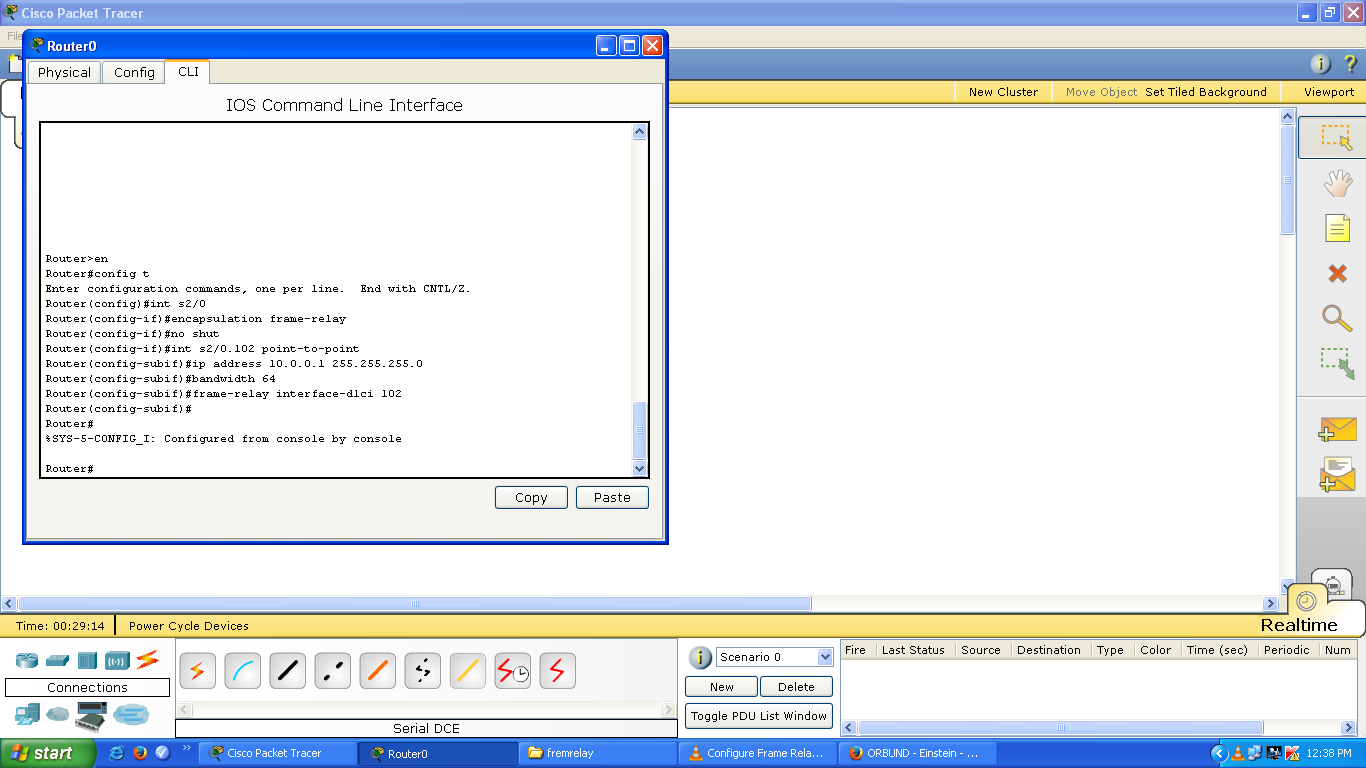 Cisco Packet Tracer
Router0
Physical
Config
CLI
IOS Command Line Interface
Router>en
Router#config t
Enter configuration commands, one per line.  End with CNTL/Z.
Router(config)#int s2/0
Router(config-if)#encapsulation frame-relay
Router(config-if)#no shut
Router(config-if)#int s2/0.102 point-to-point
Router(config-subif)#ip address 10.0.0.1 255.255.255.0
Router(config-subif)#bandwidth 64
Router(config-subif)#frame-relay interface-dlci 102
Router(config-subif)#
Router#
%SYS-5-CONFIG_I: Configured from console by console
Router#
Copy
Paste
New Cluster
Move Object
Set Tiled Background
Viewport
Time: 00:29:14
Power Cycle Devices
Realtime
Connections
Serial DCE
Scenario 0
New
Delete
Toggle PDU List Window
Fire
Last Status
Source
Destination
Type
Color
Time (sec)
Periodic
Num
start
Cisco Packet Tracer
Router0
fremrelay
Configure Frame Rela...
ORBUND - Einstein - ...
12:38 PM